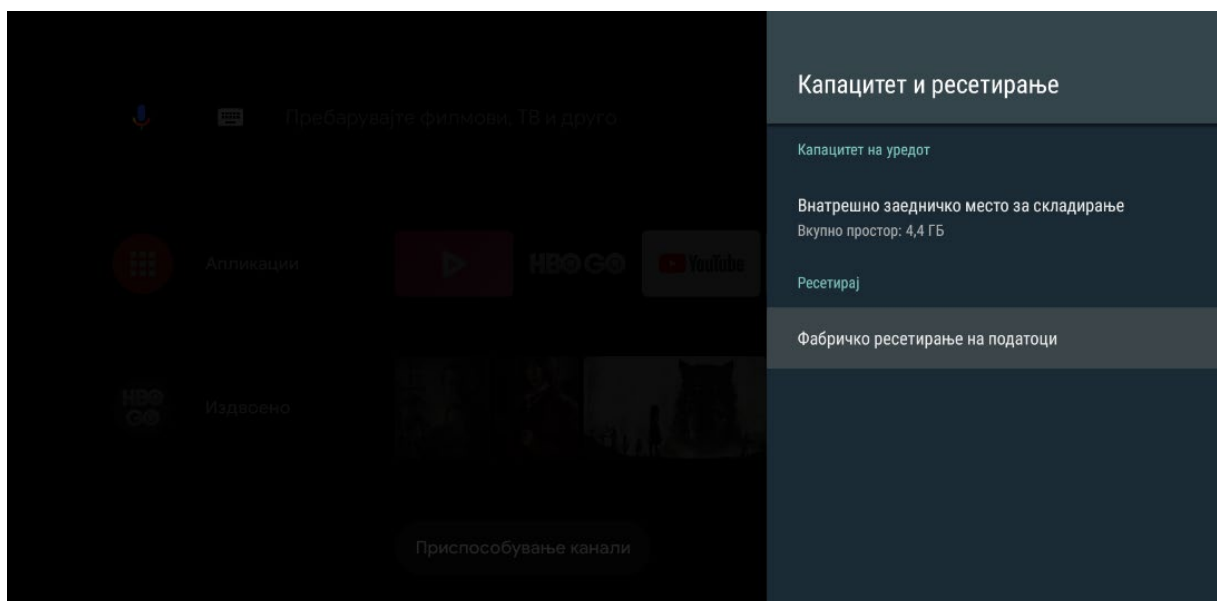 Капацитет и ресетирање
Пребарувајте филмови, ТВ и друго
Капацитет на уредот
Внатрешно заедничко место за складирање
Вкупно простор: 4,4 ГБ
Апликации
HBO GO
YouTube
Ресетирај
Фабричко ресетирање на податоци
HBO
GO
Издвоено
Приспособување канали